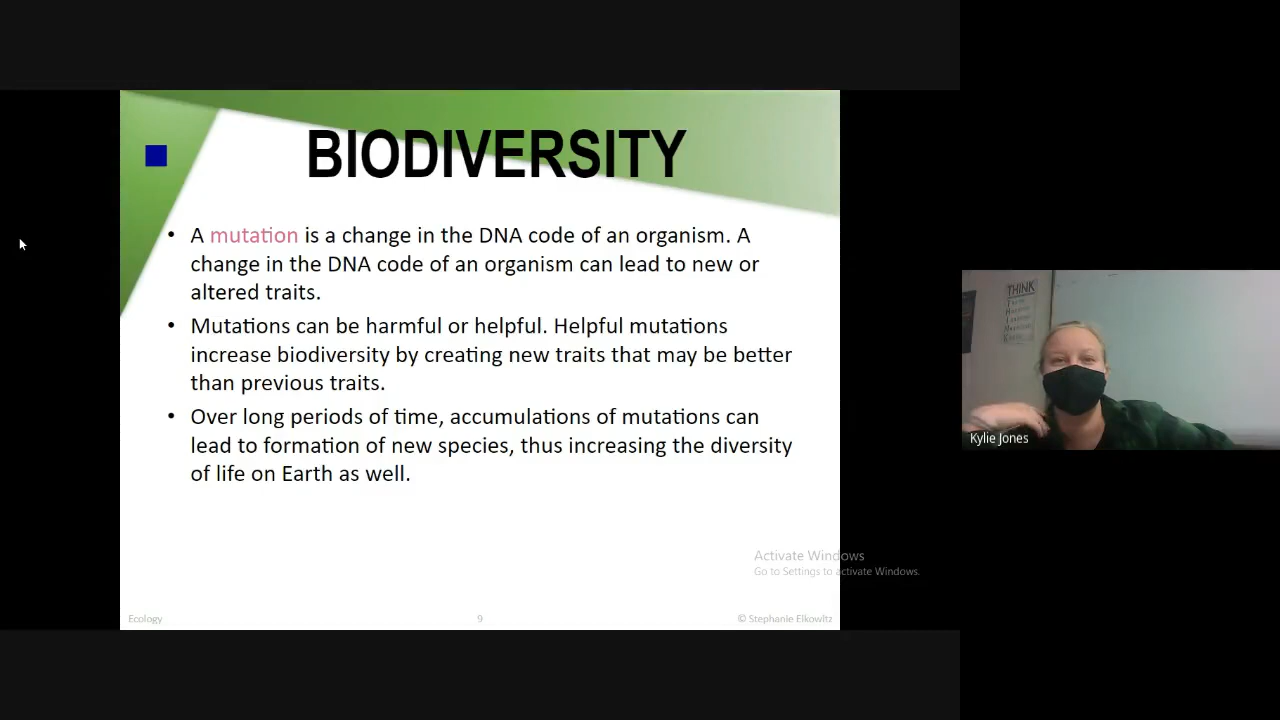 BIODIVERSITY
• A mutation is a change in the DNA code of an organism. A
change in the DNA code of an organism can lead to new or
altered traits.
• Mutations can be harmful or helpful. Helpful mutations
increase biodiversity by creating new traits that may be better
than previous traits.
• Over long periods of time, accumulations of mutations can
lead to formation of new species, thus increasing the diversity
of life on Earth as well.
Activate Windows
Go to Settings to activate Windows.
Ecology
9
© Stephanie Elkowitz
THINK
Kylie Jones